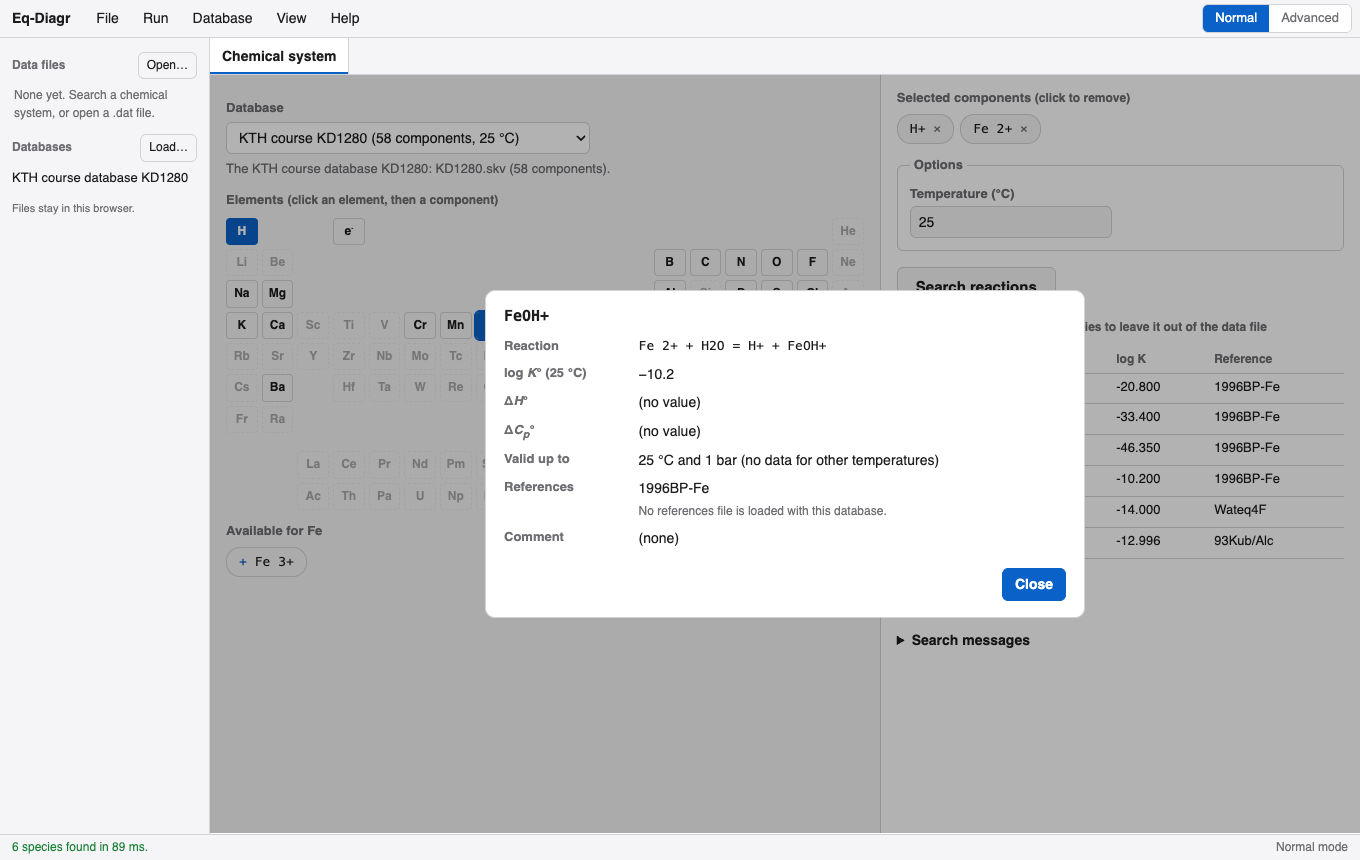 Eq-Diagr File Run Database View Help Normal Advanced
Data files Open...
None yet. Search a chemical
system, or open a .dat file.
Databases Load...
KTH course database KD1280
Files stay in this browser.
Chemical system
Database
KTH course KD1280 (58 components, 25 °C)
The KTH course database KD1280: KD1280.skv (58 components).
Elements (click an element, then a component)
H e- He
Li Be B C N O F Ne
Na Mg
K Ca Sc Ti V Cr Mn
Rb Sr Y Zr Nb Mo Tc
Cs Ba Hf Ta W Re
Fr Ra
La Ce Pr Nd Pm
Ac Th Pa U Np
Available for Fe
+ Fe 3+
Selected components (click to remove)
H+ × Fe 2+ ×
Options
Temperature (°C)
25
Search reactions
ies to leave it out of the data file
log K Reference
-20.800 1996BP-Fe
-33.400 1996BP-Fe
-46.350 1996BP-Fe
-10.200 1996BP-Fe
-14.000 Wateq4F
-12.996 93Kub/Alc
▶ Search messages
FeOH+
Reaction Fe 2+ + H2O = H+ + FeOH+
log K° (25 °C) −10.2
ΔH° (no value)
ΔCp° (no value)
Valid up to 25 °C and 1 bar (no data for other temperatures)
References 1996BP-Fe
No references file is loaded with this database.
Comment (none)
Close
6 species found in 89 ms. Normal mode